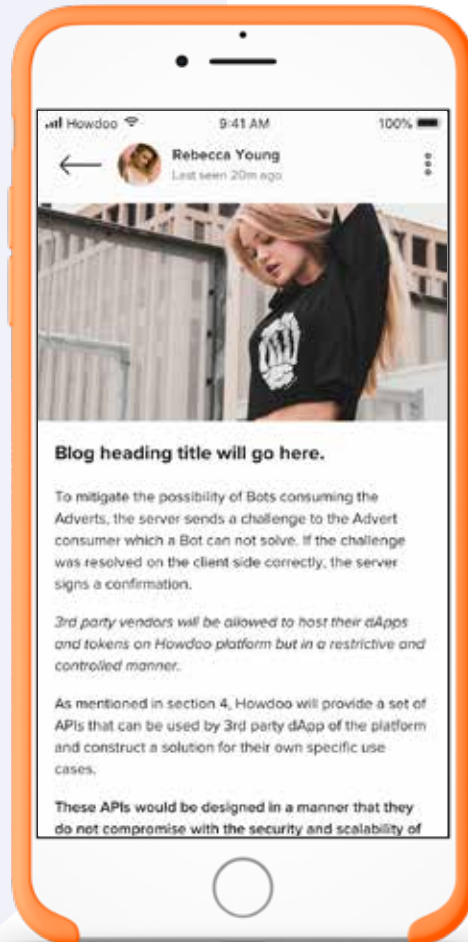 Howdoo
9:41 AM
100%
Rebecca Young
Last seen 20m ago
Blog heading title will go here.
To mitigate the possibility of Bots consuming the
Adverts, the server sends a challenge to the Advert
consumer which a Bot can not solve. If the challenge
was resolved on the client side correctly, the server
signs a confirmation.
3rd party vendors will be allowed to host their dApps
and tokens on Howdoo platform but in a restrictive and
controlled manner.
As mentioned in section 4, Howdoo will provide a set of
APIs that can be used by 3rd party dApp of the platform
and construct a solution for their own specific use
cases.
These APIs would be designed in a manner that they
do not compromise with the security and scalability of